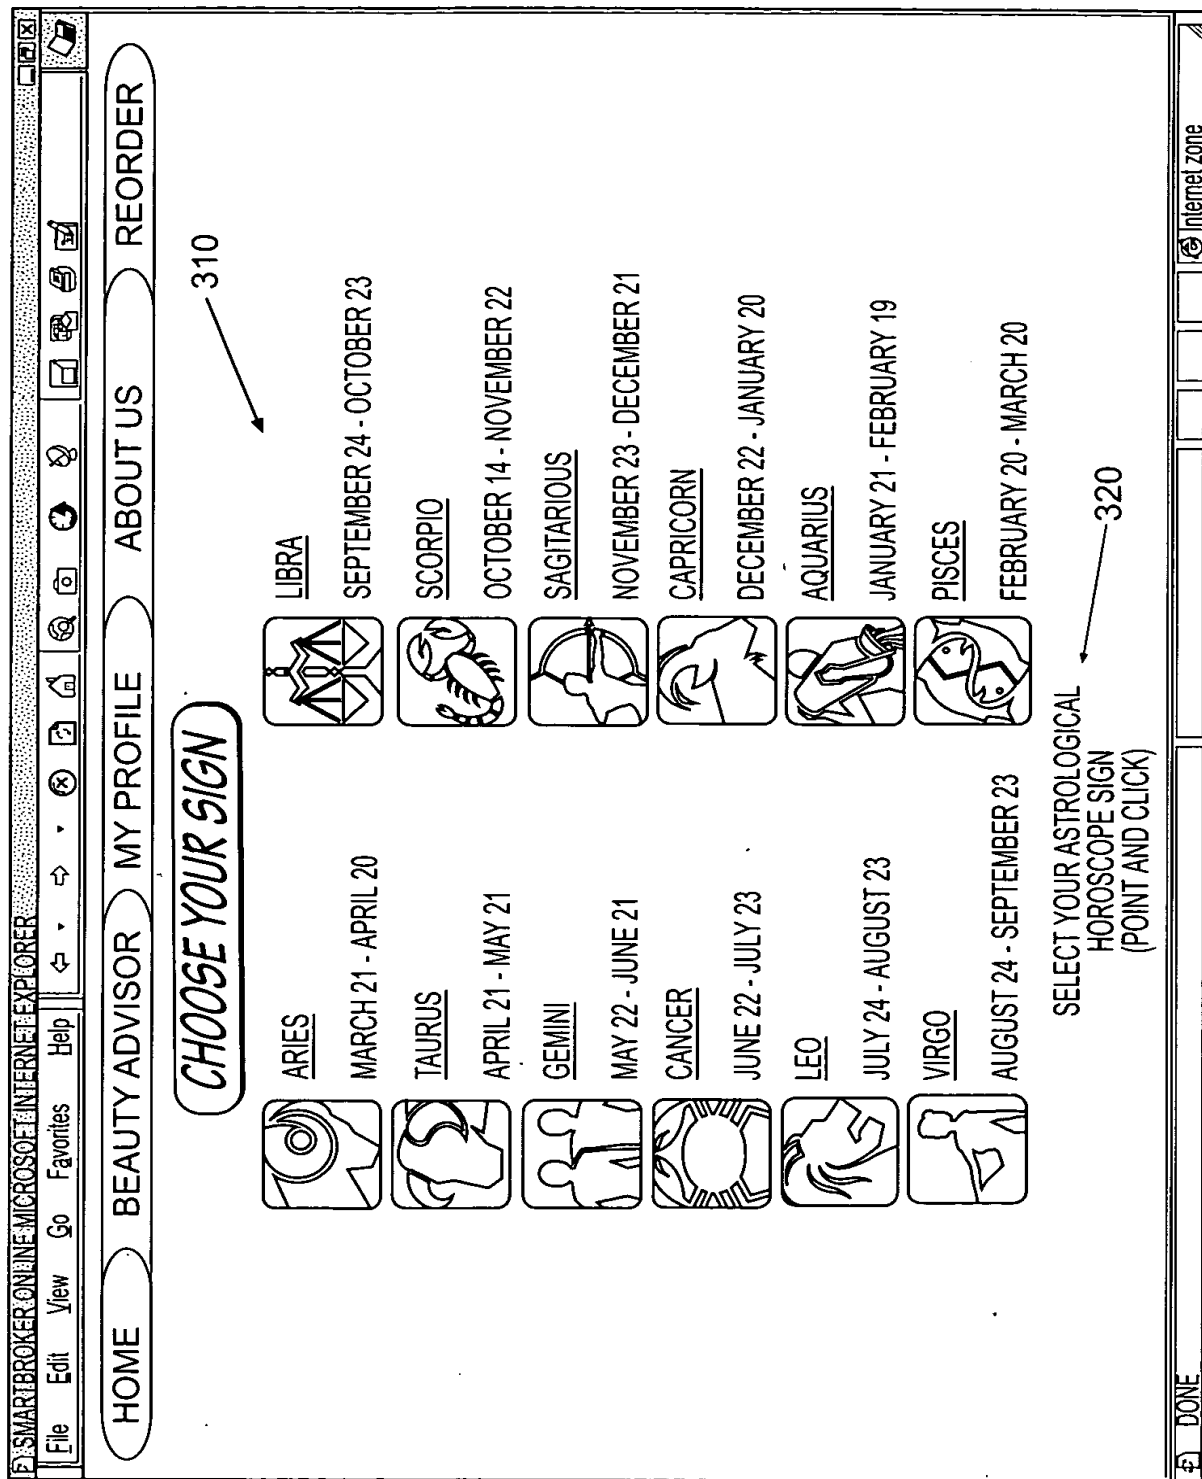 SMARTBROKER ONLINE MICROSOFT INTERNET EXPLORER
File Edit View Go Favorites Help
HOME BEAUTY ADVISOR MY PROFILE ABOUT US REORDER
CHOOSE YOUR SIGN
310
ARIES
MARCH 21 - APRIL 20
TAURUS
APRIL 21 - MAY 21
GEMINI
MAY 22 - JUNE 21
CANCER
JUNE 22 - JULY 23
LEO
JULY 24 - AUGUST 23
VIRGO
AUGUST 24 - SEPTEMBER 23
LIBRA
SEPTEMBER 24 - OCTOBER 23
SCORPIO
OCTOBER 14 - NOVEMBER 22
SAGITARIOUS
NOVEMBER 23 - DECEMBER 21
CAPRICORN
DECEMBER 22 - JANUARY 20
AQUARIUS
JANUARY 21 - FEBRUARY 19
PISCES
FEBRUARY 20 - MARCH 20
SELECT YOUR ASTROLOGICAL
HOROSCOPE SIGN
(POINT AND CLICK)
320
DONE Internet zone